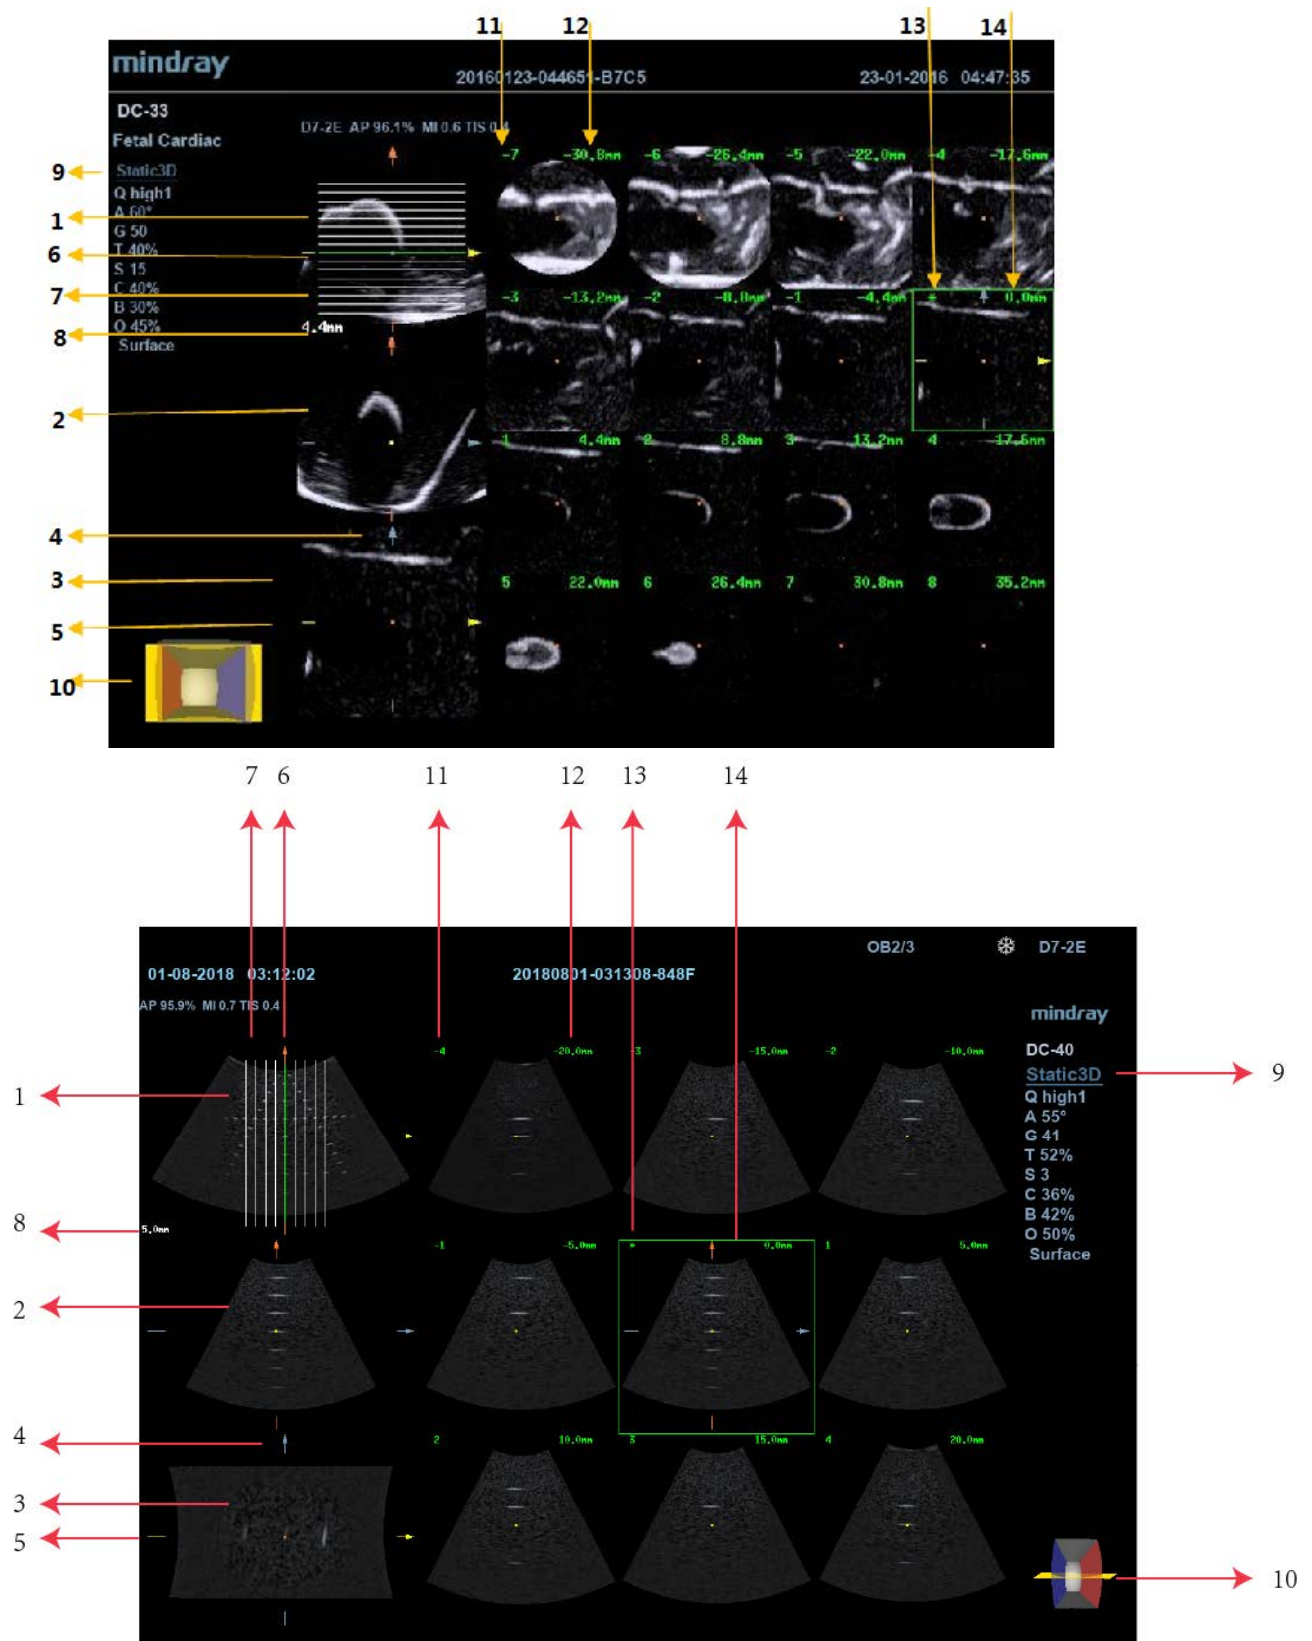 11 12 13 14
mindray
20160123-044651-B7C5 23-01-2016 04:47:35
DC-33
D7-2E AP 96.1% MI 0.6 TIS 0.4
Fetal Cardiac
-7 -30.8mm -6 -26.4mm -5 -22.0mm -4 -17.6mm
9 Static3D
Q high1
1 A 60°
G 50
6 T 40%
S 15
7 C 40%
-3 -13.2mm -2 -8.8mm -1 -4.4mm * 0.0mm
B 30%
8 O 45% 4.4mm
Surface
2
1 4.4mm 2 8.8mm 3 13.2mm 4 -17.6mm
4
3
5 22.0mm 6 26.4mm 7 30.8mm 8 35.2mm
5
10
7 6 11 12 13 14
OB2/3 D7-2E
01-08-2018 03:12:02 20180801-031308-848F
AP 95.9% MI 0.7 TIS 0.4
mindray
-4 -20.0mm -3 -15.0mm -2 -10.0mm
DC-40
Static3D 9
1
Q high1
A 55°
G 41
T 52%
S 3
C 36%
B 42%
8 5.0mm
O 50%
-1 -5.0mm * 0.0mm 1 5.0mm
Surface
2
4
2 10.0mm 3 15.0mm 4 20.0mm
3
5
10